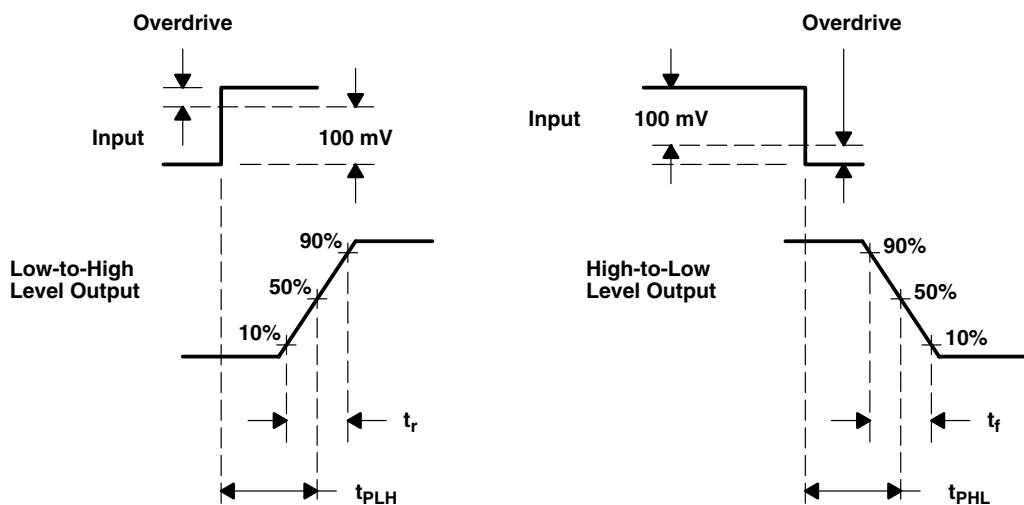 Overdrive
Input
100 mV
90%
Low-to-High
Level Output
50%
10%
tr
tPLH
Overdrive
Input
100 mV
90%
High-to-Low
Level Output
50%
10%
tf
tPHL